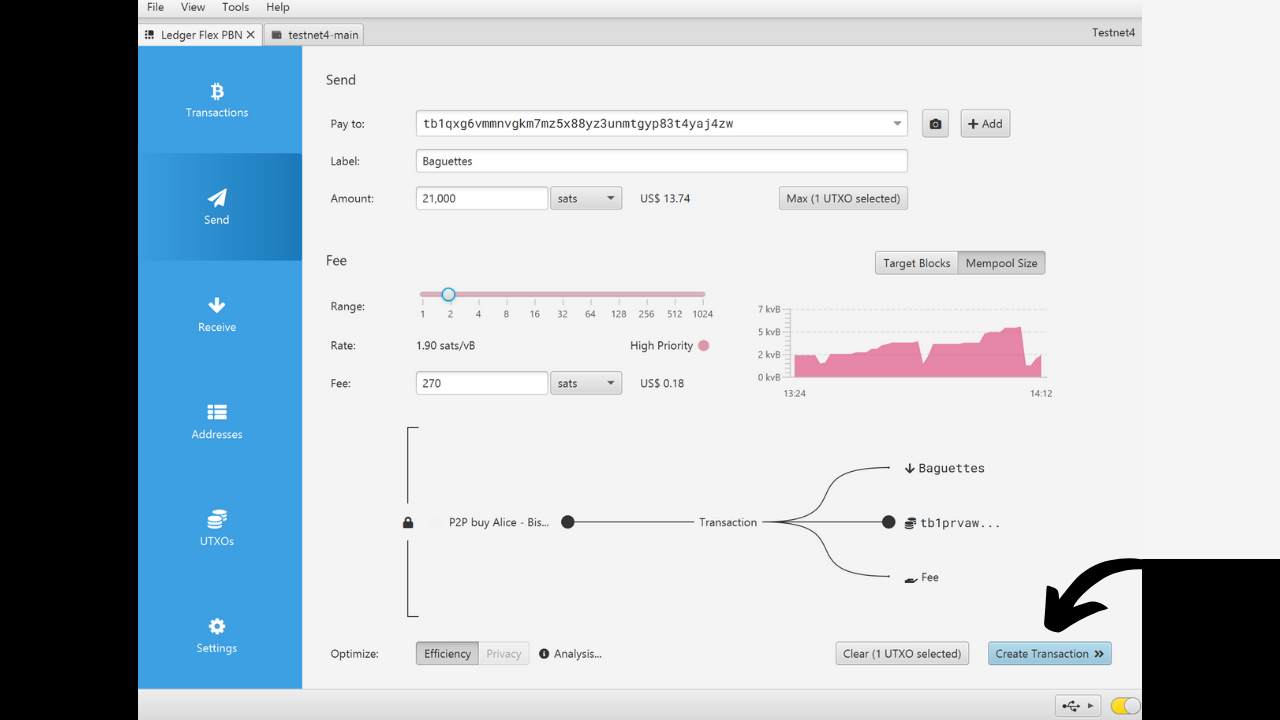 File View Tools Help
Ledger Flex PBN testnet4-main Testnet4
Transactions
Send
Receive
Addresses
UTXOs
Settings
Send
Pay to: tb1qxg6vmmnvgkm7mz5x88yz3unmtgyp83t4yaj4zw + Add
Label: Baguettes
Amount: 21,000 sats US$ 13.74 Max (1 UTXO selected)
Fee Target Blocks Mempool Size
Range: 1 2 4 8 16 32 64 128 256 512 1024
Rate: 1.90 sats/vB High Priority
Fee: 270 sats US$ 0.18
7 kvB
5 kvB
2 kvB
0 kvB
13:24 14:12
Baguettes
P2P buy Alice - Bis... Transaction tb1prvaw...
Fee
Optimize: Efficiency Privacy Analysis... Clear (1 UTXO selected) Create Transaction